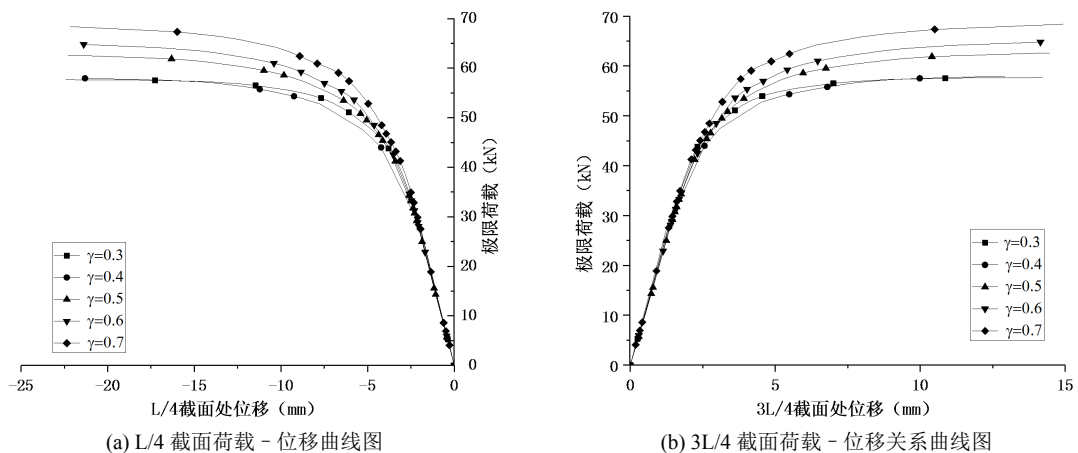 70
60
50
40
30
20
10
0
极限荷载 (kN)
γ=0.3
γ=0.4
γ=0.5
γ=0.6
γ=0.7
-25
-20
-15
-10
-5
0
L/4截面处位移 (mm)
(a) L/4 截面荷载－位移曲线图
70
60
50
40
30
20
10
0
极限荷载 (kN)
γ=0.3
γ=0.4
γ=0.5
γ=0.6
γ=0.7
0
5
10
15
3L/4截面处位移 (mm)
(b) 3L/4 截面荷载－位移关系曲线图